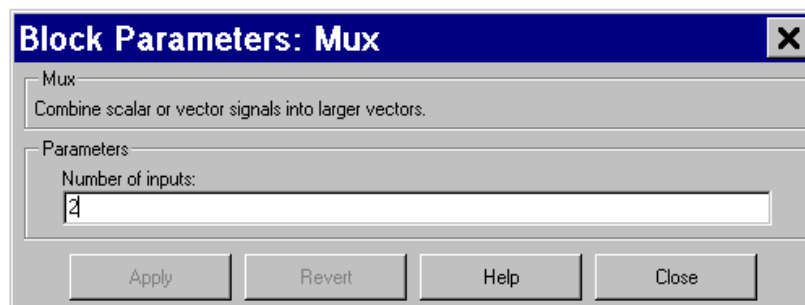 Block Parameters: Mux
Mux
Combine scalar or vector signals into larger vectors.
Parameters
Number of inputs:
2
Apply Revert Help Close